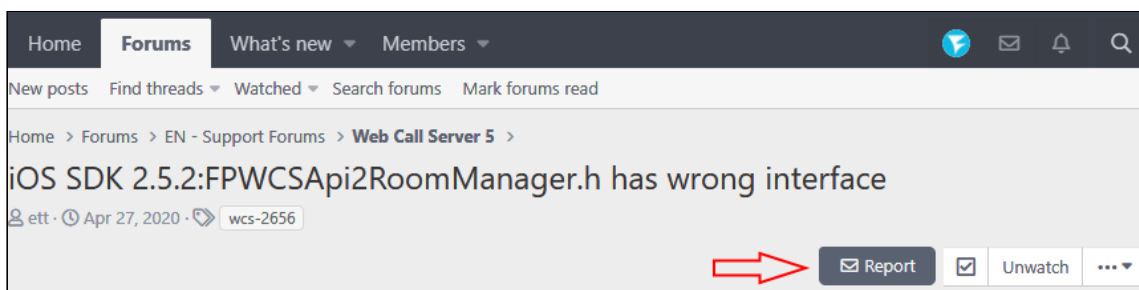 Home Forums What's new Members
New posts Find threads Watched Search forums Mark forums read
Home > Forums > EN - Support Forums > Web Call Server 5 >
iOS SDK 2.5.2:FPWCSApi2RoomManager.h has wrong interface
ett · Apr 27, 2020 · wcs-2656
Report Unwatch •••